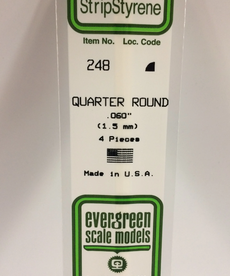 StripStyrene
Item No. Loc. Code
248
QUARTER ROUND
.060"
(1.5 mm)
4 Pieces
Made in U.S.A.
evergreen
scale models